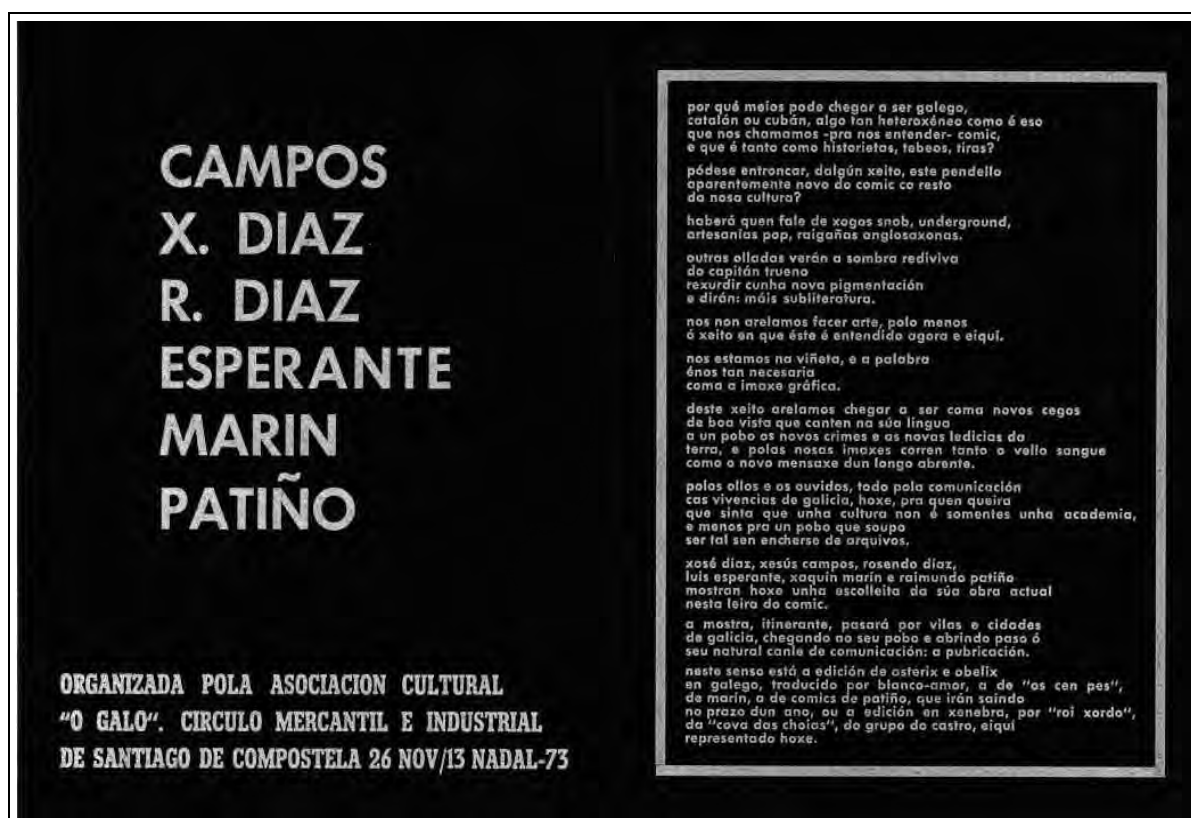 CAMPOS
X. DIAZ
R. DIAZ
ESPERANTE
MARIN
PATIÑO
ORGANIZADA POLA ASOCIACION CULTURAL
"O GALO". CIRCULO MERCANTIL E INDUSTRIAL
DE SANTIAGO DE COMPOSTELA 26 NOV/13 NADAL-73
por qué meios pode chegar a ser galego,
catalán ou cubán, algo tan heteroxéneo como é eso
que nos chamamos -pra nos entender- comic,
e que é tanto como historietas, tebeos, tiras?
pódese entroncar, dalgún xeito, este pendello
aparentemente novo do comic co resto
da nosa cultura?
haberá quen fale de xogos snob, underground,
artesanías pop, raigañas anglosaxonas.
outras olladas verán a sombra rediviva
do capitán trueno
rexurdir cunha nova pigmentación
e dirán: máis subliteratura.
nos non arelamos facer arte, polo menos
ó xeito en que éste é entendido agora e eiquí.
nos estamos na viñeta, e a palabra
énos tan necesaria
coma a imaxe gráfica.
deste xeito arelamos chegar a ser coma novos cegos
de boa vista que canten na súa lingua
a un pobo os novos crimes e as novas ledicias da
terra, e polas nosas imaxes corren tanto o vello sangue
como o novo mensaxe dun longo abrente.
polos ollos e os ouvidos, todo pola comunicación
cas vivencias de galicia, hoxe, pra quen queira
que sinta que unha cultura non é somentes unha academia,
e menos pra un pobo que soupo
ser tal sen encherse de arquivos.
xosé díaz, xesús campos, rosendo díaz,
luis esperante, xaquín marín e raimundo patiño
mostran hoxe unha escolleita da súa obra actual
nesta leira do comic.
a mostra, itinerante, pasará por vilas e cidades
de galicia, chegando ao seu pobo e abrindo paso ó
seu natural canle de comunicación: a pubricación.
neste senso está a edición de asterix e obelix
en galego, traducido por blanco-amor, a de "os cen pes",
de marín, a de comics de patiño, que irán saindo
no prazo dun ano, ou a edición en xenebra, por "roi xordo",
da "cova das choias", do grupo do castro, eiquí
representado hoxe.